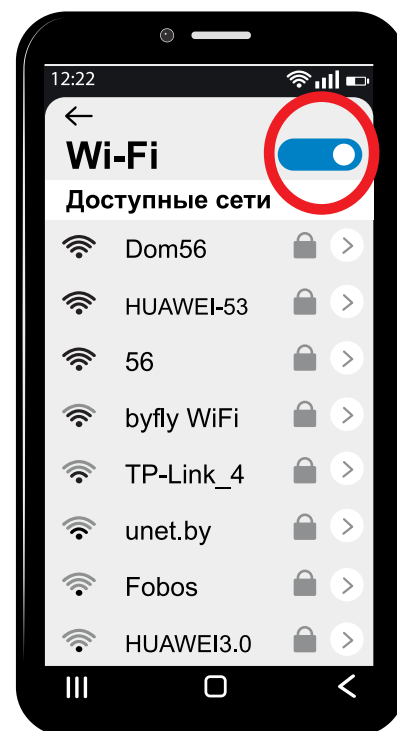 12:22
Wi-Fi
Доступные сети
Dom56
HUAWEI-53
56
byfly WiFi
TP-Link_4
unet.by
Fobos
HUAWEI3.0